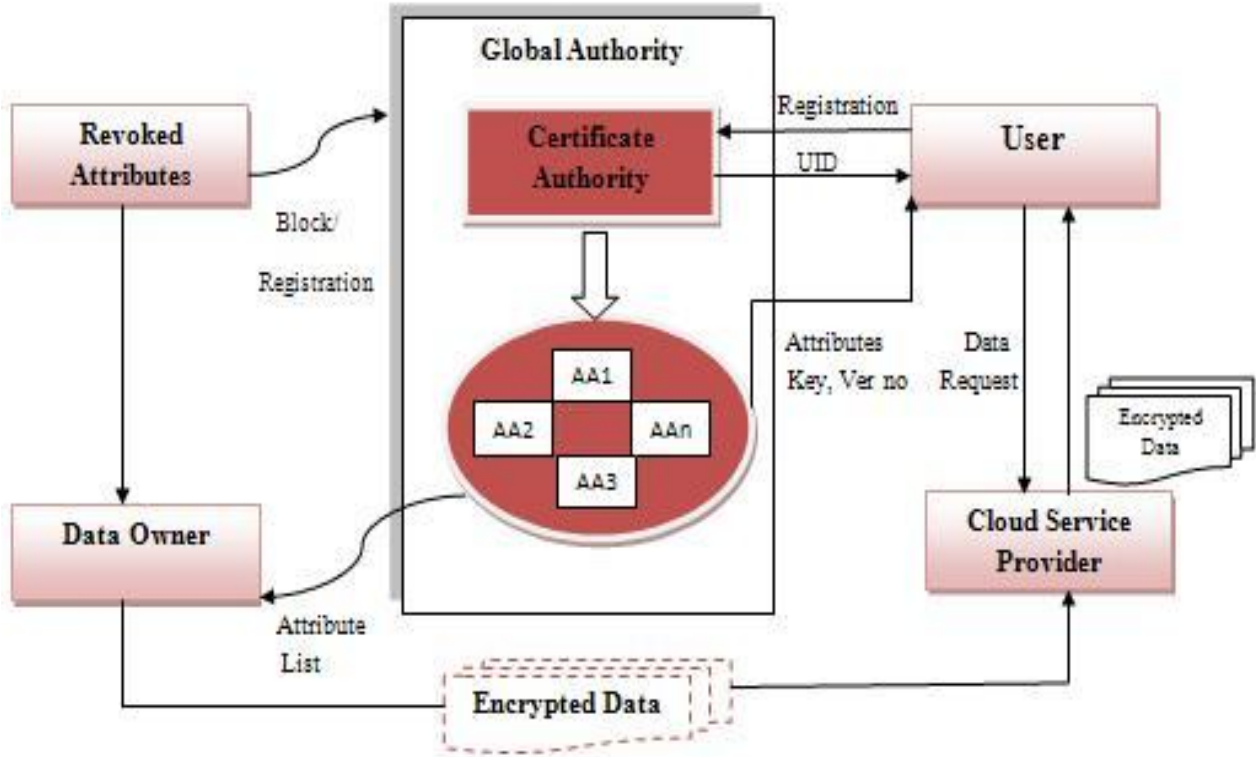 Global Authority
Revoked
Attributes
Certificate
Authority
Registration
UID
User
Block/
Registration
AA1
AA2
AAn
AA3
Attributes
Key, Ver no
Data
Request
Encrypted
Data
Data Owner
Cloud Service
Provider
Attribute
List
Encrypted Data